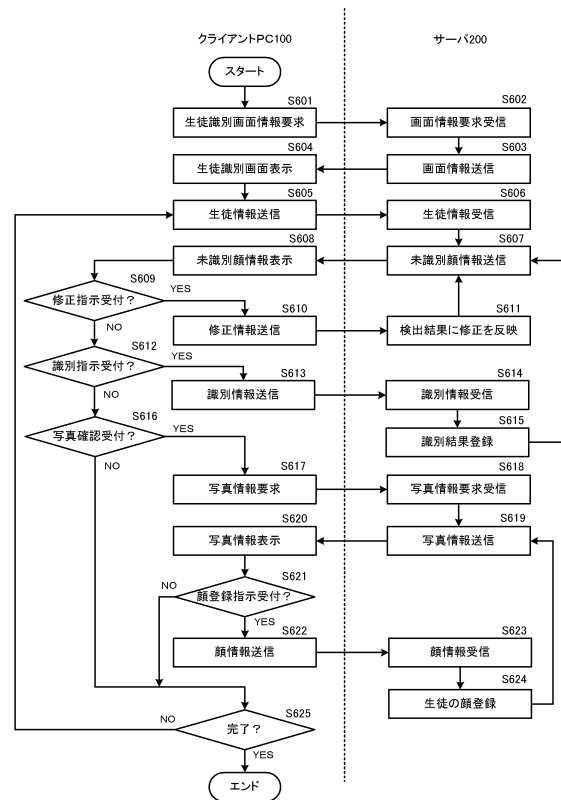 クライアントPC100
サーバ200
スタート
S601
生徒識別画面情報要求
S602
画面情報要求受信
S603
画面情報送信
S604
生徒識別画面表示
S605
生徒情報送信
S606
生徒情報受信
S607
未識別顔情報送信
S608
未識別顔情報表示
S609
修正指示受付？
YES
NO
S610
修正情報送信
S611
検出結果に修正を反映
S612
識別指示受付？
YES
NO
S613
識別情報送信
S614
識別情報受信
S615
識別結果登録
S616
写真確認受付？
YES
NO
S617
写真情報要求
S618
写真情報要求受信
S619
写真情報送信
S620
写真情報表示
S621
顔登録指示受付？
NO
YES
S622
顔情報送信
S623
顔情報受信
S624
生徒の顔登録
S625
完了？
NO
YES
エンド